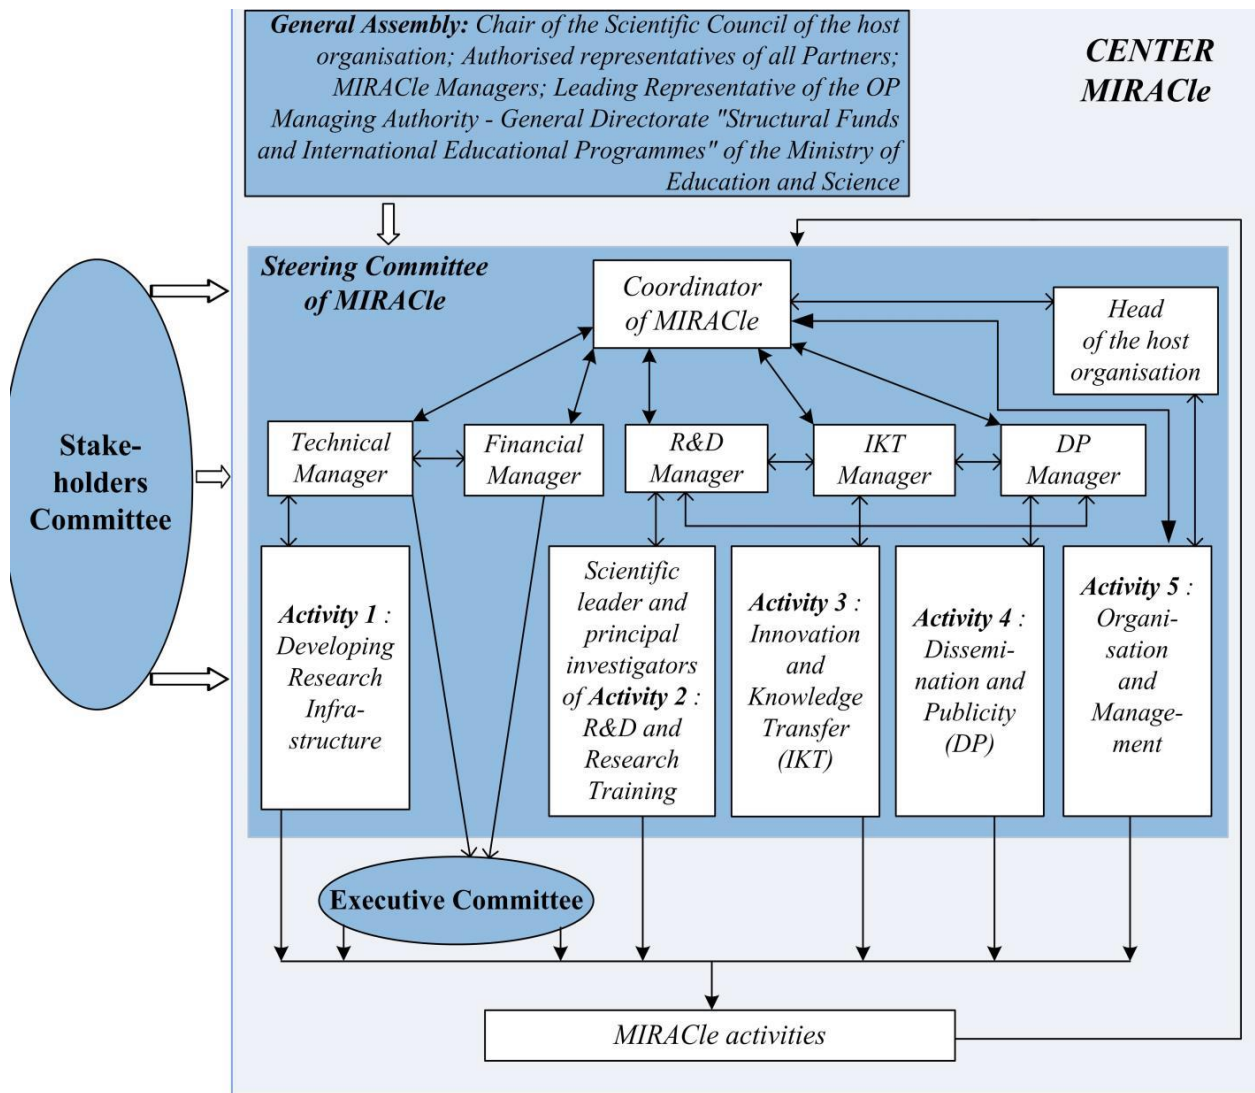 General Assembly: Chair of the Scientific Council of the host
organisation; Authorised representatives of all Partners;
MIRACle Managers; Leading Representative of the OP
Managing Authority - General Directorate "Structural Funds
and International Educational Programmes" of the Ministry of
Education and Science
CENTER
MIRACle
Steering Committee
of MIRACle
Coordinator
of MIRACle
Head
of the host
organisation
Stake-
holders
Committee
Technical
Manager
Financial
Manager
R&D
Manager
IKT
Manager
DP
Manager
Activity 1 :
Developing
Research
Infra-
structure
Scientific
leader and
principal
investigators
of Activity 2 :
R&D and
Research
Training
Activity 3 :
Innovation
and
Knowledge
Transfer
(IKT)
Activity 4 :
Dissemi-
nation and
Publicity
(DP)
Activity 5 :
Organi-
sation
and
Manage-
ment
Executive Committee
MIRACle activities